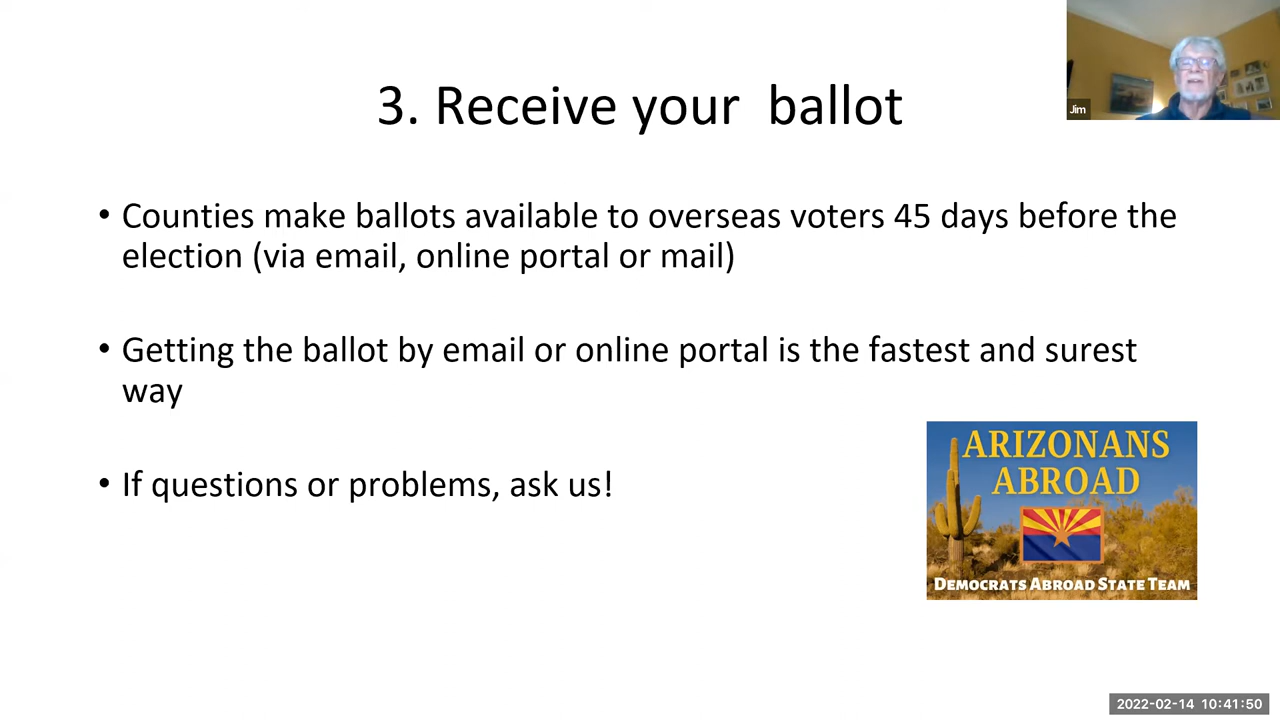 3. Receive your  ballot
Jim
• Counties make ballots available to overseas voters 45 days before the
election (via email, online portal or mail)
• Getting the ballot by email or online portal is the fastest and surest
way
• If questions or problems, ask us!
ARIZONANS
ABROAD
DEMOCRATS ABROAD STATE TEAM
2022-02-14 10:41:50